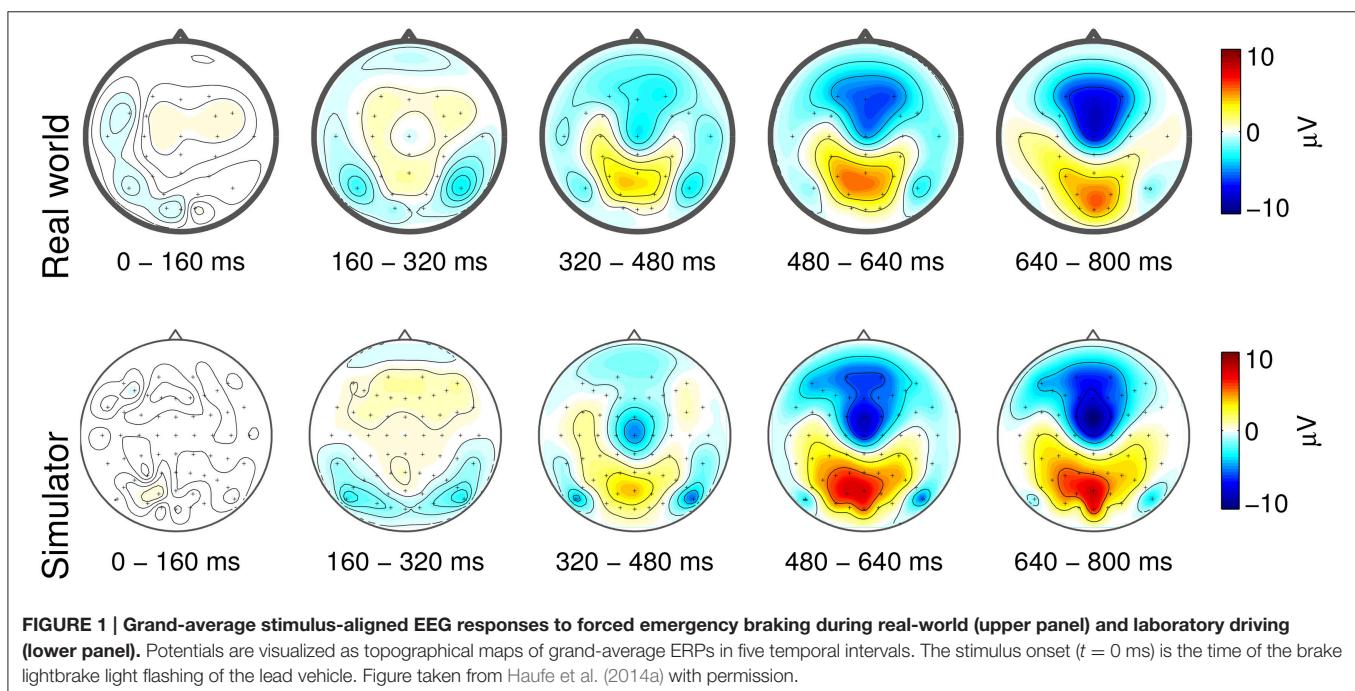 Real world
10
0
−10
μV
0 – 160 ms
160 – 320 ms
320 – 480 ms
480 – 640 ms
640 – 800 ms
Simulator
10
0
−10
μV
0 – 160 ms
160 – 320 ms
320 – 480 ms
480 – 640 ms
640 – 800 ms
FIGURE 1 | Grand-average stimulus-aligned EEG responses to forced emergency braking during real-world (upper panel) and laboratory driving
(lower panel). Potentials are visualized as topographical maps of grand-average ERPs in five temporal intervals. The stimulus onset (t = 0 ms) is the time of the brake
lightbrake light flashing of the lead vehicle. Figure taken from Haufe et al. (2014a) with permission.